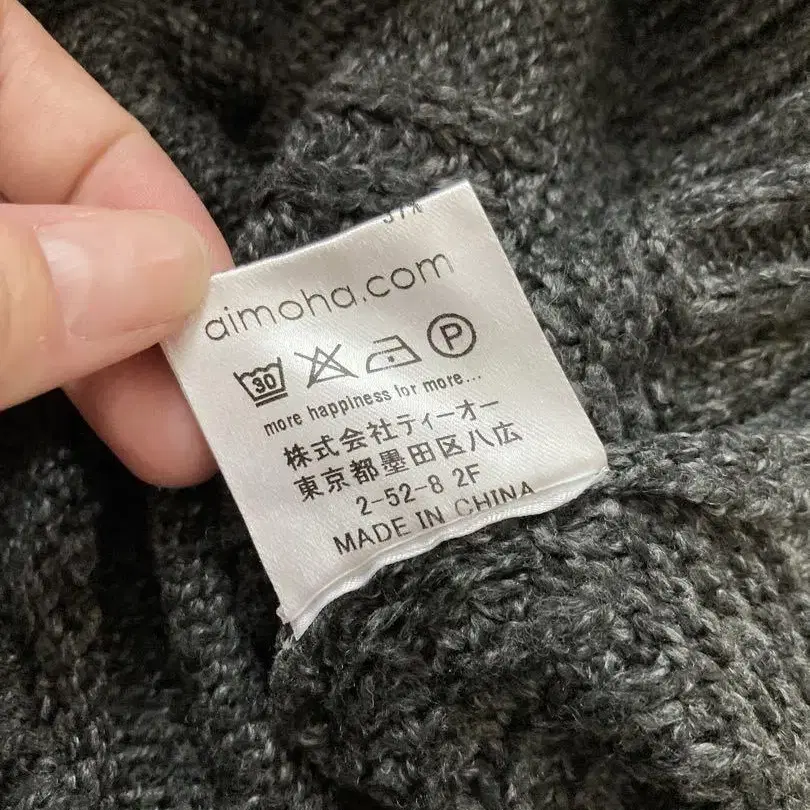 aimoha.com
30 P
more happiness for more...
株式会社ティーオー
東京都墨田区八広
2-52-8 2F
MADE IN CHINA